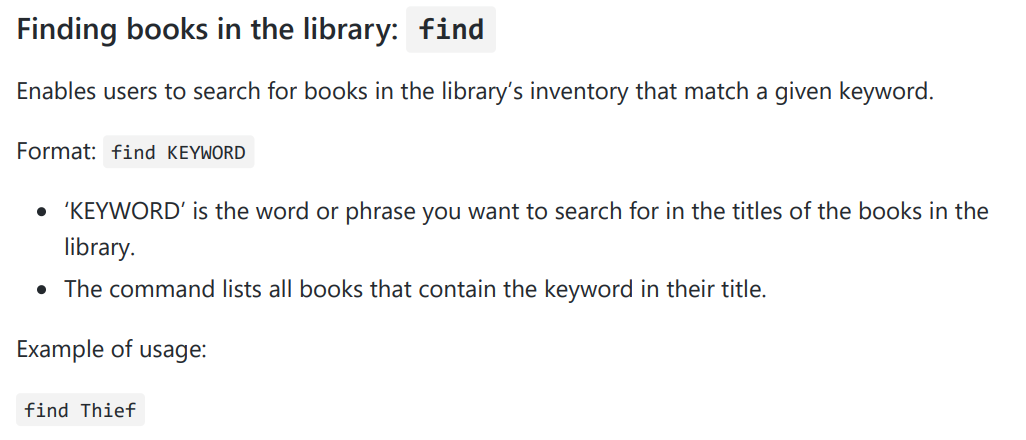 Finding books in the library: find
Enables users to search for books in the library’s inventory that match a given keyword.
Format: find KEYWORD
• ‘KEYWORD’ is the word or phrase you want to search for in the titles of the books in the
library.
• The command lists all books that contain the keyword in their title.
Example of usage:
find Thief